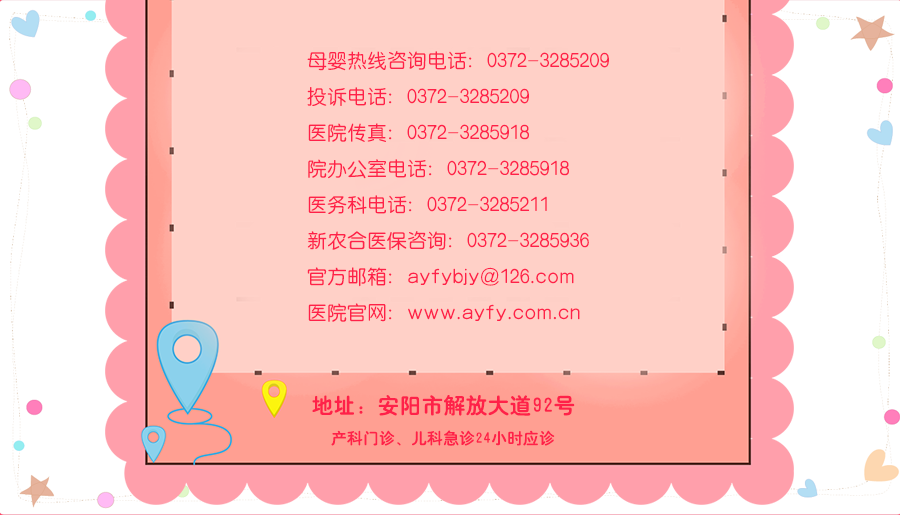 母婴热线咨询电话：0372-3285209
投诉电话：0372-3285209
医院传真：0372-3285918
院办公室电话：0372-3285918
医务科电话：0372-3285211
新农合医保咨询：0372-3285936
官方邮箱：ayfybjy@126.com
医院官网：www.ayfy.com.cn
地址：安阳市解放大道92号
产科门诊、儿科急诊24小时应诊